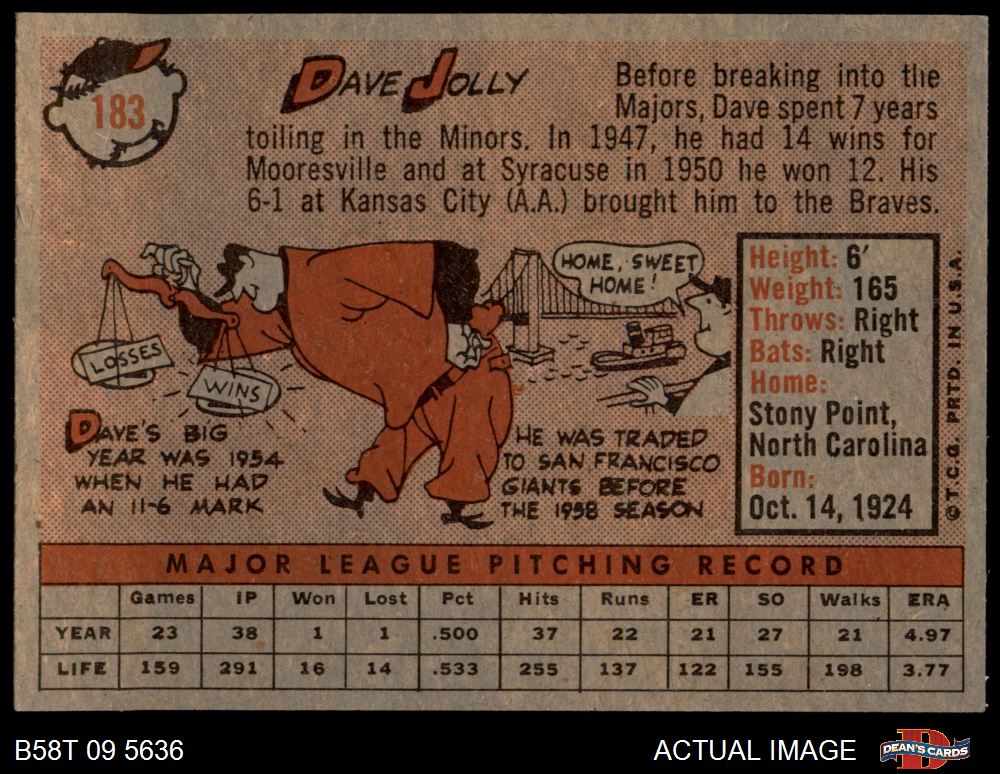 183
DAVE JOLLY
Before breaking into the
Majors, Dave spent 7 years
toiling in the Minors. In 1947, he had 14 wins for
Mooresville and at Syracuse in 1950 he won 12. His
6-1 at Kansas City (A.A.) brought him to the Braves.
LOSSES
WINS
DAVE'S BIG
YEAR WAS 1954
WHEN HE HAD
AN 11-6 MARK
HOME, SWEET
HOME!
HE WAS TRADED
TO SAN FRANCISCO
GIANTS BEFORE
THE 1958 SEASON
Height: 6'
Weight: 165
Throws: Right
Bats: Right
Home:
Stony Point,
North Carolina
Born:
Oct. 14, 1924
© T.C.G. PRTD. IN U.S.A.
MAJOR LEAGUE PITCHING RECORD
Games IP Won Lost Pct Hits Runs ER SO Walks ERA
YEAR 23 38 1 1 .500 37 22 21 27 21 4.97
LIFE 159 291 16 14 .533 255 137 122 155 198 3.77
B58T 09 5636
ACTUAL IMAGE
D
DEAN'S CARDS